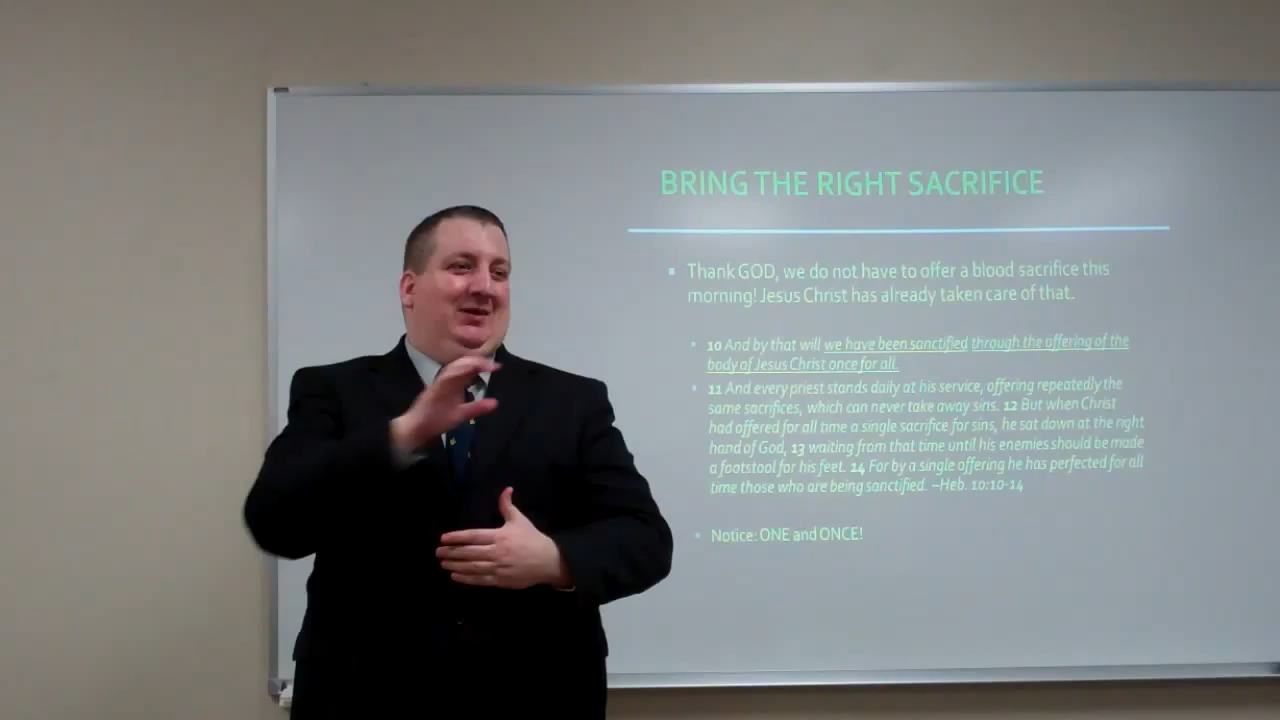 BRING THE RIGHT SACRIFICE
Thank GOD, we do not have to offer a blood sacrifice this
morning! Jesus Christ has already taken care of that.
10 And by that will we have been sanctified through the offering of the
body of Jesus Christ once for all.
11 And every priest stands daily at his service, offering repeatedly the
same sacrifices, which can never take away sins. 12 But when Christ
had offered for all time a single sacrifice for sins, he sat down at the right
hand of God, 13 waiting from that time until his enemies should be made
a footstool for his feet. 14 For by a single offering he has perfected for all
time those who are being sanctified. –Heb. 10:10-14
Notice: ONE and ONCE!